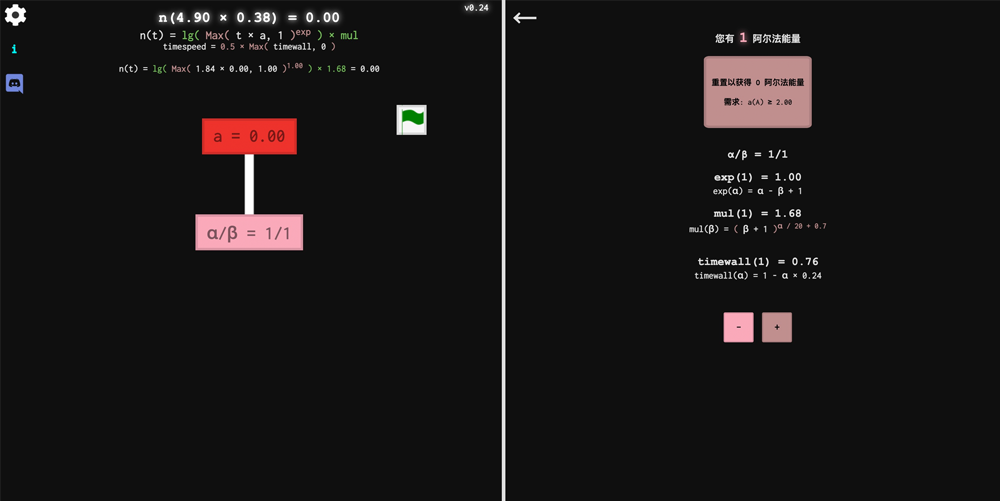 n(4.90 × 0.38) = 0.00
v0.24
n(t) = lg( Max( t × a, 1 )^exp ) × mul
timespeed = 0.5 × Max( timewall, 0 )
i
n(t) = lg( Max( 1.84 × 0.00, 1.00 )^1.00 ) × 1.68 = 0.00
a = 0.00
α/β = 1/1
您有 1 阿尔法能量
重置以获得 0 阿尔法能量
需求: a(A) ≥ 2.00
α/β = 1/1
exp(1) = 1.00
exp(α) = α - β + 1
mul(1) = 1.68
mul(β) = ( β + 1 )^α / 20 + 0.7
timewall(1) = 0.76
timewall(α) = 1 - α × 0.24
- +